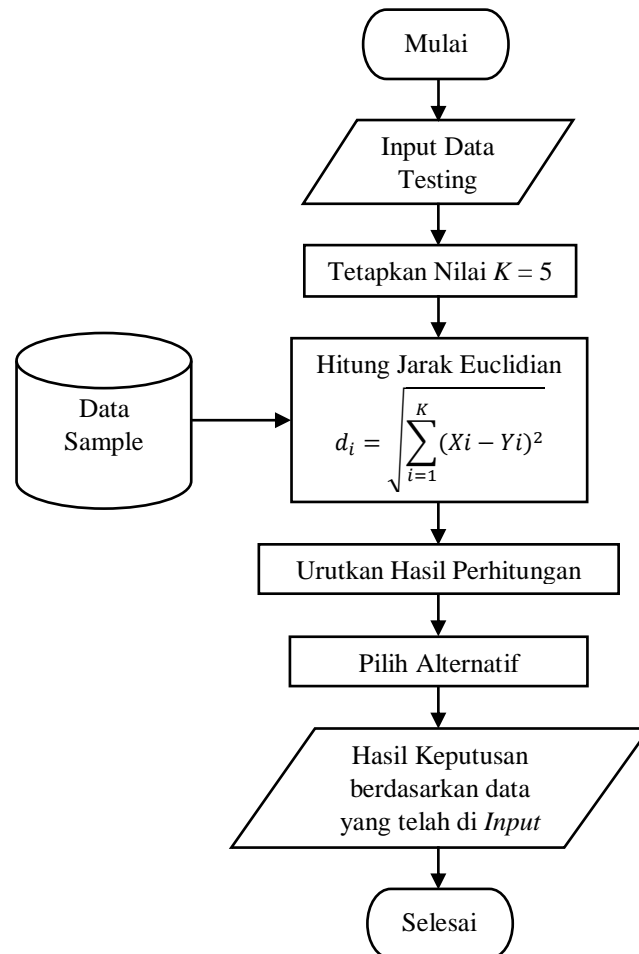 Mulai
Input Data
Testing
Tetapkan Nilai K = 5
Hitung Jarak Euclidian
d_i = √∑_{i=1}^{K} (Xi − Yi)²
Data
Sample
Urutkan Hasil Perhitungan
Pilih Alternatif
Hasil Keputusan
berdasarkan data
yang telah di Input
Selesai